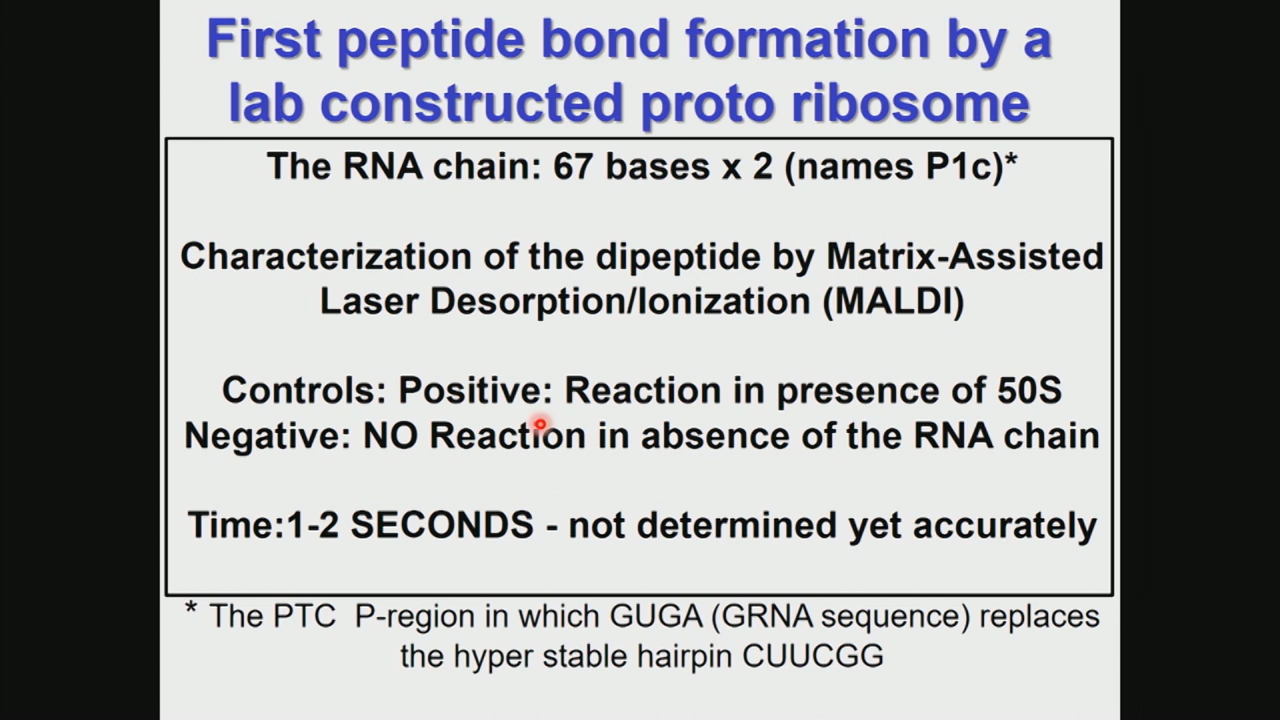 First peptide bond formation by a
lab constructed proto ribosome
The RNA chain: 67 bases x 2 (names P1c)*
Characterization of the dipeptide by Matrix-Assisted
Laser Desorption/Ionization (MALDI)
Controls: Positive: Reaction in presence of 50S
Negative: NO Reaction in absence of the RNA chain
Time:1-2 SECONDS - not determined yet accurately
* The PTC P-region in which GUGA (GRNA sequence) replaces
the hyper stable hairpin CUUCGG